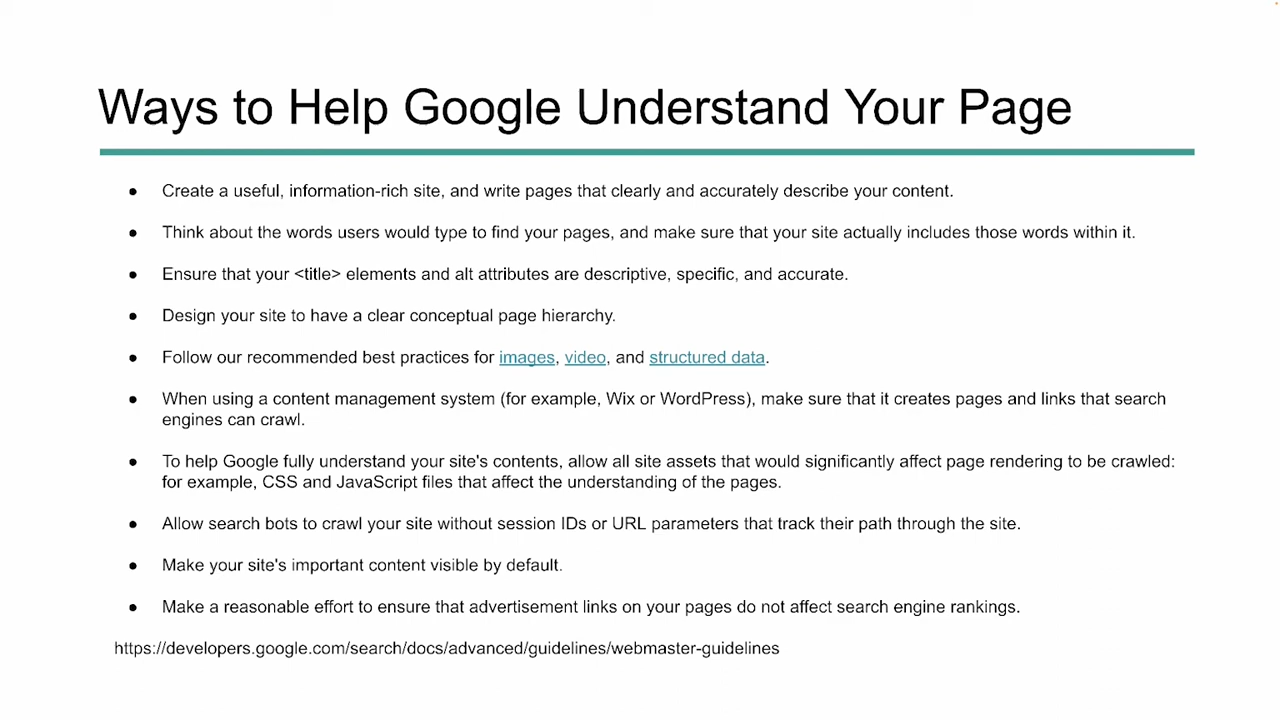 Ways to Help Google Understand Your Page
● Create a useful, information-rich site, and write pages that clearly and accurately describe your content.
● Think about the words users would type to find your pages, and make sure that your site actually includes those words within it.
● Ensure that your <title> elements and alt attributes are descriptive, specific, and accurate.
● Design your site to have a clear conceptual page hierarchy.
● Follow our recommended best practices for images, video, and structured data.
● When using a content management system (for example, Wix or WordPress), make sure that it creates pages and links that search
engines can crawl.
● To help Google fully understand your site's contents, allow all site assets that would significantly affect page rendering to be crawled:
for example, CSS and JavaScript files that affect the understanding of the pages.
● Allow search bots to crawl your site without session IDs or URL parameters that track their path through the site.
● Make your site's important content visible by default.
● Make a reasonable effort to ensure that advertisement links on your pages do not affect search engine rankings.
https://developers.google.com/search/docs/advanced/guidelines/webmaster-guidelines